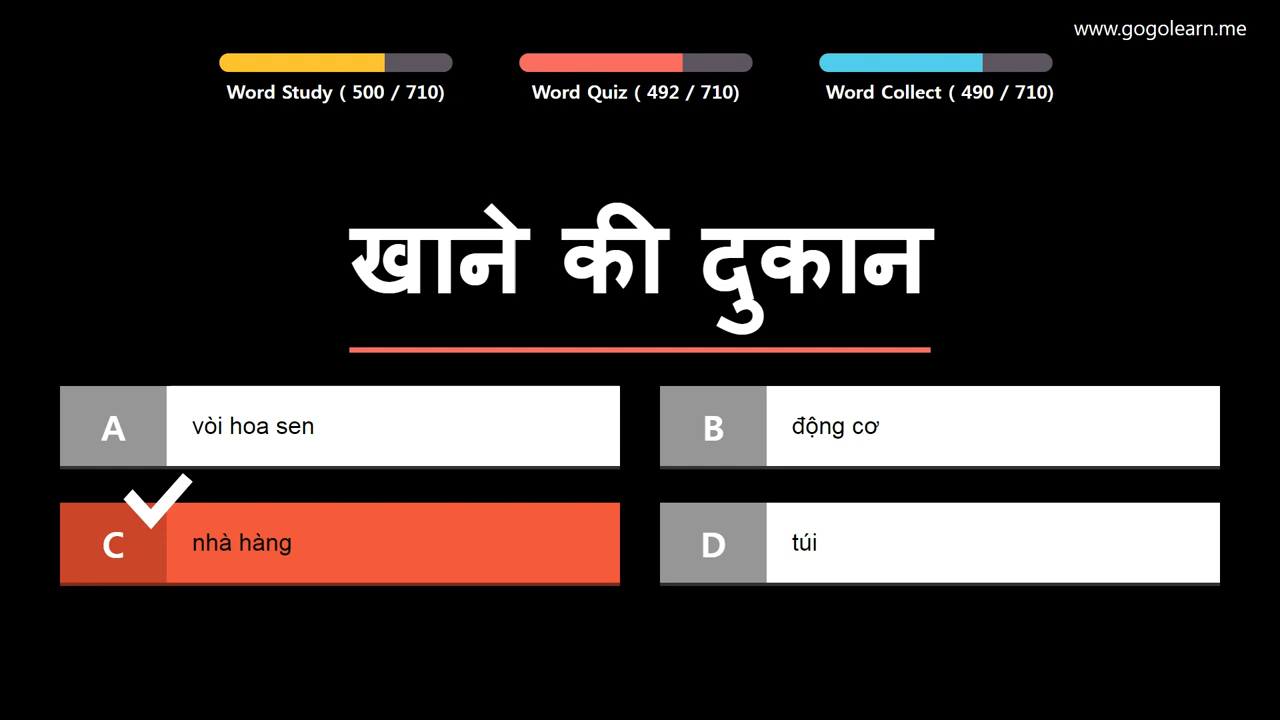 www.gogolearn.me
Word Study ( 500 / 710)
Word Quiz ( 492 / 710)
Word Collect ( 490 / 710)
खाने की दुकान
A
vòi hoa sen
B
động cơ
C
nhà hàng
D
túi